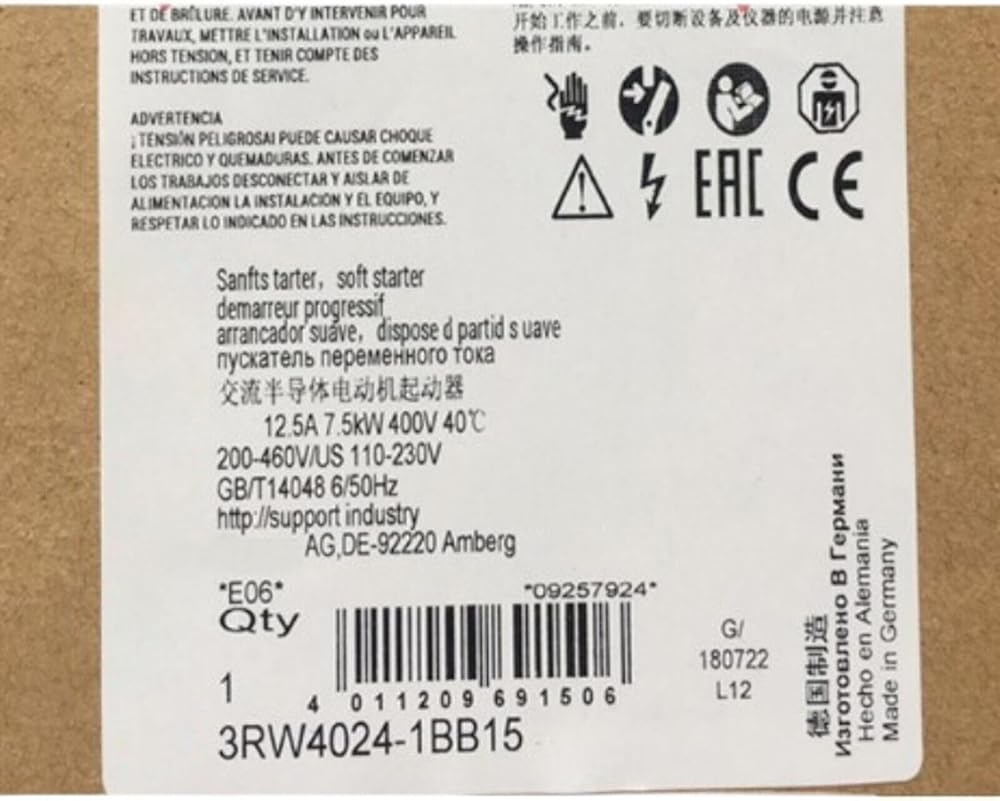 ET DE BRÛLURE. AVANT D'Y INTERVENIR POUR
TRAVAUX, METTRE L'INSTALLATION ou L'APPAREIL
HORS TENSION, ET TENIR COMPTE DES
INSTRUCTIONS DE SERVICE.
开始工作之前，要切断设备及仪器的电源并注意
操作指南。
ADVERTENCIA
¡TENSIÓN PELIGROSAI PUEDE CAUSAR CHOQUE
ELECTRICO Y QUEMADURAS. ANTES DE COMENZAR
LOS TRABAJOS DESCONECTAR Y AISLAR DE
ALIMENTACION LA INSTALACION Y EL EQUIPO, Y
RESPETAR LO INDICADO EN LAS INSTRUCCIONES.
EAC CE
Sanfts tarter, soft starter
demarreur progressif
arrancador suave, dispose d partid s uave
пускатель переменного тока
交流半导体电动机起动器
12.5A 7.5kW 400V 40℃
200-460V/US 110-230V
GB/T14048 6/50Hz
http://support industry
AG,DE-92220 Amberg
*E06*
*09257924*
Qty
1
4 011209 691506
3RW4024-1BB15
G/
180722
L12
德国制造
Изготовлено В Германи
Hecho en Alemania
Made in Germany